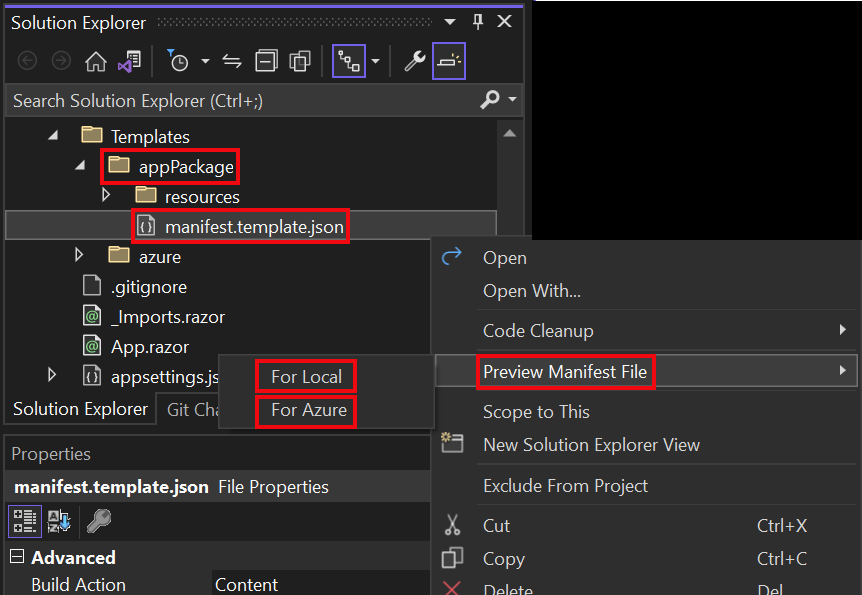 Solution Explorer
Search Solution Explorer (Ctrl+;)
Templates
appPackage
resources
manifest.template.json
azure
.gitignore
_Imports.razor
App.razor
appsettings.js
Solution Explorer
Git Cha
For Local
For Azure
Open
Open With...
Code Cleanup
Preview Manifest File
Scope to This
New Solution Explorer View
Exclude From Project
Cut Ctrl+X
Copy Ctrl+C
Delete Del
Properties
manifest.template.json File Properties
Advanced
Build Action Content